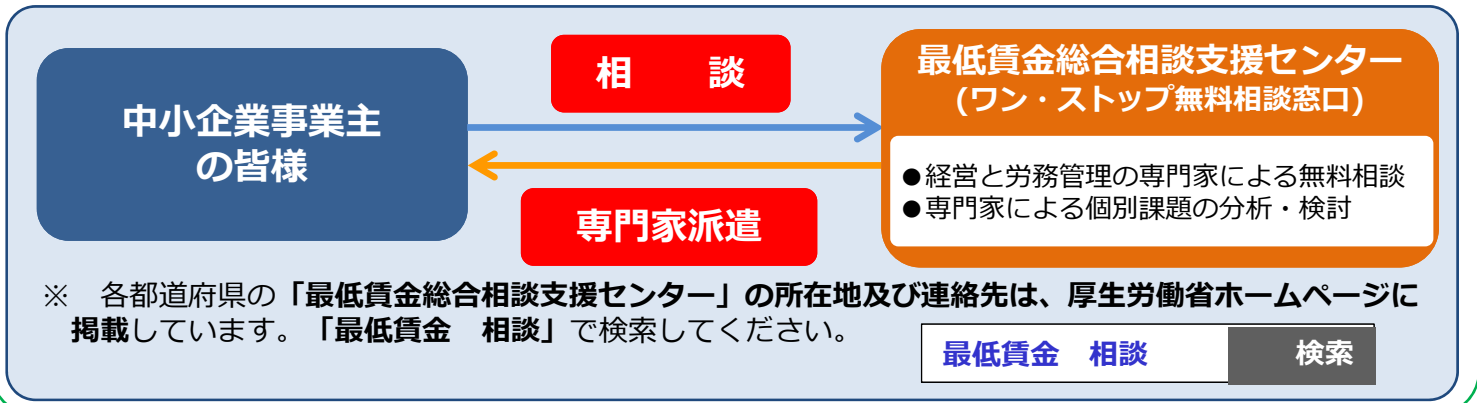 中小企業事業主
の皆様
相　　談
専門家派遣
最低賃金総合相談支援センター
(ワン・ストップ無料相談窓口)
●経営と労務管理の専門家による無料相談
●専門家による個別課題の分析・検討
※　各都道府県の「最低賃金総合相談支援センター」の所在地及び連絡先は、厚生労働省ホームページに
掲載しています。「最低賃金　相談」で検索してください。
最低賃金　相談　　検索